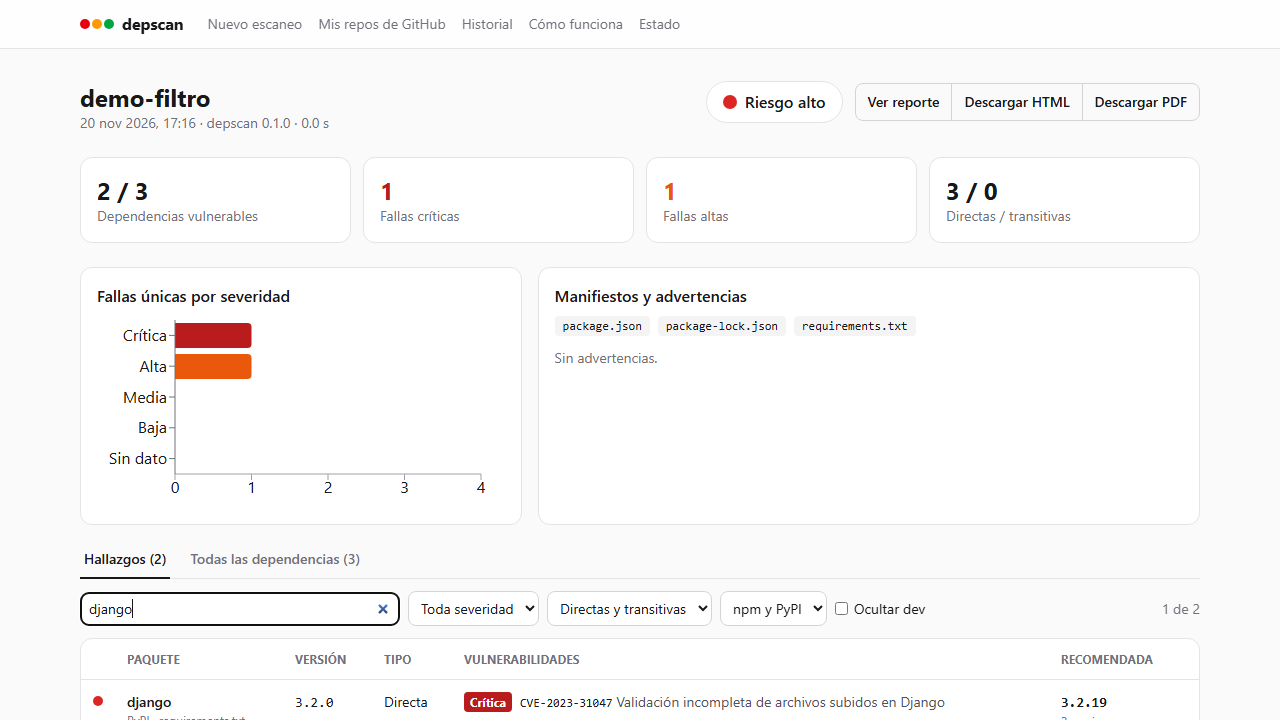 depscan Nuevo escaneo Mis repos de GitHub Historial Cómo funciona Estado
demo-filtro
20 nov 2026, 17:16 · depscan 0.1.0 · 0.0 s
Riesgo alto
Ver reporte Descargar HTML Descargar PDF
2 / 3
Dependencias vulnerables
1
Fallas críticas
1
Fallas altas
3 / 0
Directas / transitivas
Fallas únicas por severidad
Crítica
Alta
Media
Baja
Sin dato
0 1 2 3 4
Manifiestos y advertencias
package.json package-lock.json requirements.txt
Sin advertencias.
Hallazgos (2) Todas las dependencias (3)
django Toda severidad Directas y transitivas npm y PyPI Ocultar dev 1 de 2
PAQUETE VERSIÓN TIPO VULNERABILIDADES RECOMENDADA
django 3.2.0 Directa Crítica CVE-2023-31047 Validación incompleta de archivos subidos en Django 3.2.19